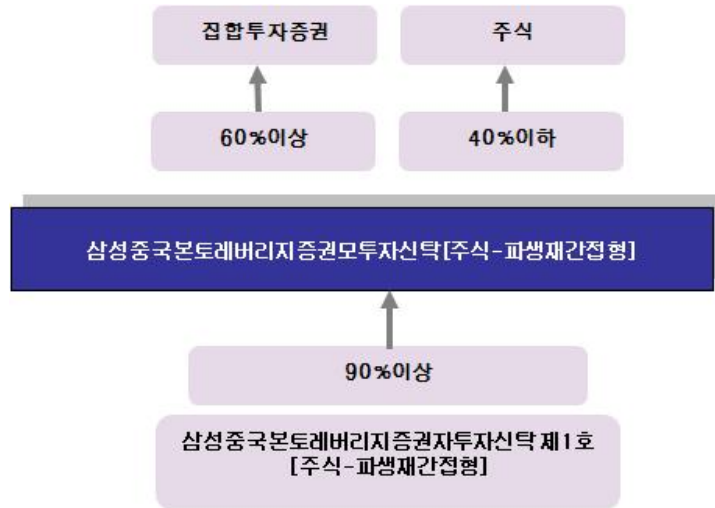 집합투자증권
주식
60%이상
40%이하
삼성중국본토레버리지증권모투자신탁[주식-파생재간접형]
90%이상
삼성중국본토레버리지증권자투자신탁 제1호
[주식-파생재간접형]